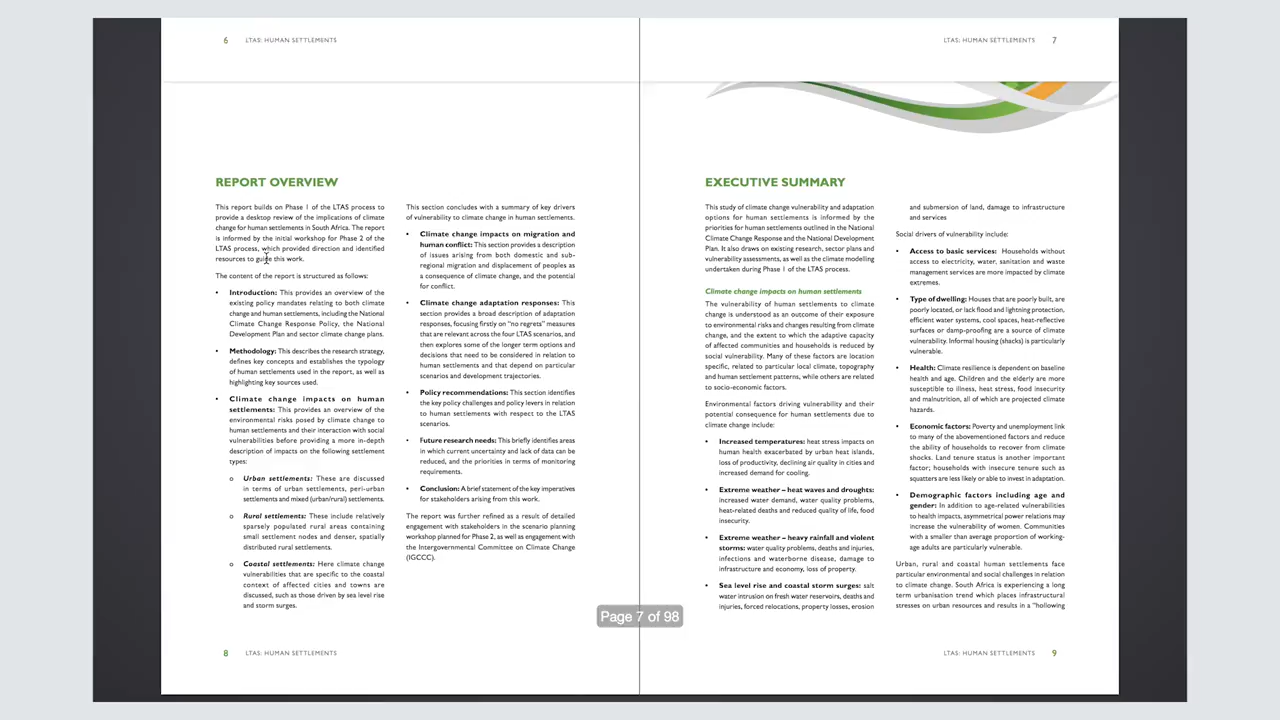 6 LTAS: HUMAN SETTLEMENTS
LTAS: HUMAN SETTLEMENTS 7
REPORT OVERVIEW
This report builds on Phase 1 of the LTAS process to
provide a desktop review of the implications of climate
change for human settlements in South Africa. The report
is informed by the initial workshop for Phase 2 of the
LTAS process, which provided direction and identified
resources to guide this work.
The content of the report is structured as follows:
• Introduction: This provides an overview of the
existing policy mandates relating to both climate
change and human settlements, including the National
Climate Change Response Policy, the National
Development Plan and sector climate change plans.
• Methodology: This describes the research strategy,
defines key concepts and establishes the typology
of human settlements used in the report, as well as
highlighting key sources used.
• Climate change impacts on human
settlements: This provides an overview of the
environmental risks posed by climate change to
human settlements and their interaction with social
vulnerabilities before providing a more in-depth
description of impacts on the following settlement
types:
o Urban settlements: These are discussed
in terms of urban settlements, peri-urban
settlements and mixed (urban/rural) settlements.
o Rural settlements: These include relatively
sparsely populated rural areas containing
small settlement nodes and denser, spatially
distributed rural settlements.
o Coastal settlements: Here climate change
vulnerabilities that are specific to the coastal
context of affected cities and towns are
discussed, such as those driven by sea level rise
and storm surges.
This section concludes with a summary of key drivers
of vulnerability to climate change in human settlements.
• Climate change impacts on migration and
human conflict: This section provides a description
of issues arising from both domestic and sub-
regional migration and displacement of peoples as
a consequence of climate change, and the potential
for conflict.
• Climate change adaptation responses: This
section provides a broad description of adaptation
responses, focusing firstly on "no regrets" measures
that are relevant across the four LTAS scenarios, and
then explores some of the longer term options and
decisions that need to be considered in relation to
human settlements and that depend on particular
scenarios and development trajectories.
• Policy recommendations: This section identifies
the key policy challenges and policy levers in relation
to human settlements with respect to the LTAS
scenarios.
• Future research needs: This briefly identifies areas
in which current uncertainty and lack of data can be
reduced, and the priorities in terms of monitoring
requirements.
• Conclusion: A brief statement of the key imperatives
for stakeholders arising from this work.
The report was further refined as a result of detailed
engagement with stakeholders in the scenario planning
workshop planned for Phase 2, as well as engagement with
the Intergovernmental Committee on Climate Change
(IGCCC).
8 LTAS: HUMAN SETTLEMENTS
EXECUTIVE SUMMARY
This study of climate change vulnerability and adaptation
options for human settlements is informed by the
priorities for human settlements outlined in the National
Climate Change Response and the National Development
Plan. It also draws on existing research, sector plans and
vulnerability assessments, as well as the climate modelling
undertaken during Phase 1 of the LTAS process.
Climate change impacts on human settlements
The vulnerability of human settlements to climate
change is understood as an outcome of their exposure
to environmental risks and changes resulting from climate
change, and the extent to which the adaptive capacity
of affected communities and households is reduced by
social vulnerability. Many of these factors are location
specific, related to particular local climate, topography
and human settlement patterns, while others are related
to socio-economic factors.
Environmental factors driving vulnerability and their
potential consequence for human settlements due to
climate change include:
• Increased temperatures: heat stress impacts on
human health exacerbated by urban heat islands,
loss of productivity, declining air quality in cities and
increased demand for cooling.
• Extreme weather – heat waves and droughts:
increased water demand, water quality problems,
heat-related deaths and reduced quality of life, food
insecurity.
• Extreme weather – heavy rainfall and violent
storms: water quality problems, deaths and injuries,
infections and waterborne disease, damage to
infrastructure and economy, loss of property.
• Sea level rise and coastal storm surges: salt
water intrusion on fresh water reservoirs, deaths and
injuries, forced relocations, property losses, erosion
and submersion of land, damage to infrastructure
and services
Social drivers of vulnerability include:
• Access to basic services: Households without
access to electricity, water, sanitation and waste
management services are more impacted by climate
extremes.
• Type of dwelling: Houses that are poorly built, are
poorly located, or lack flood and lightning protection,
efficient water systems, cool spaces, heat-reflective
surfaces or damp-proofing are a source of climate
vulnerability. Informal housing (shacks) is particularly
vulnerable.
• Health: Climate resilience is dependent on baseline
health and age. Children and the elderly are more
susceptible to illness, heat stress, food insecurity
and malnutrition, all of which are projected climate
hazards.
• Economic factors: Poverty and unemployment link
to many of the abovementioned factors and reduce
the ability of households to recover from climate
shocks. Land tenure status is another important
factor; households with insecure tenure such as
squatters are less likely or able to invest in adaptation.
• Demographic factors including age and
gender: In addition to age-related vulnerabilities
to health impacts, asymmetrical power relations may
increase the vulnerability of women. Communities
with a smaller than average proportion of working-
age adults are particularly vulnerable.
Urban, rural and coastal human settlements face
particular environmental and social challenges in relation
to climate change. South Africa is experiencing a long
term urbanisation trend which places infrastructural
stresses on urban resources and results in a "hollowing
Page 7 of 98
LTAS: HUMAN SETTLEMENTS 9